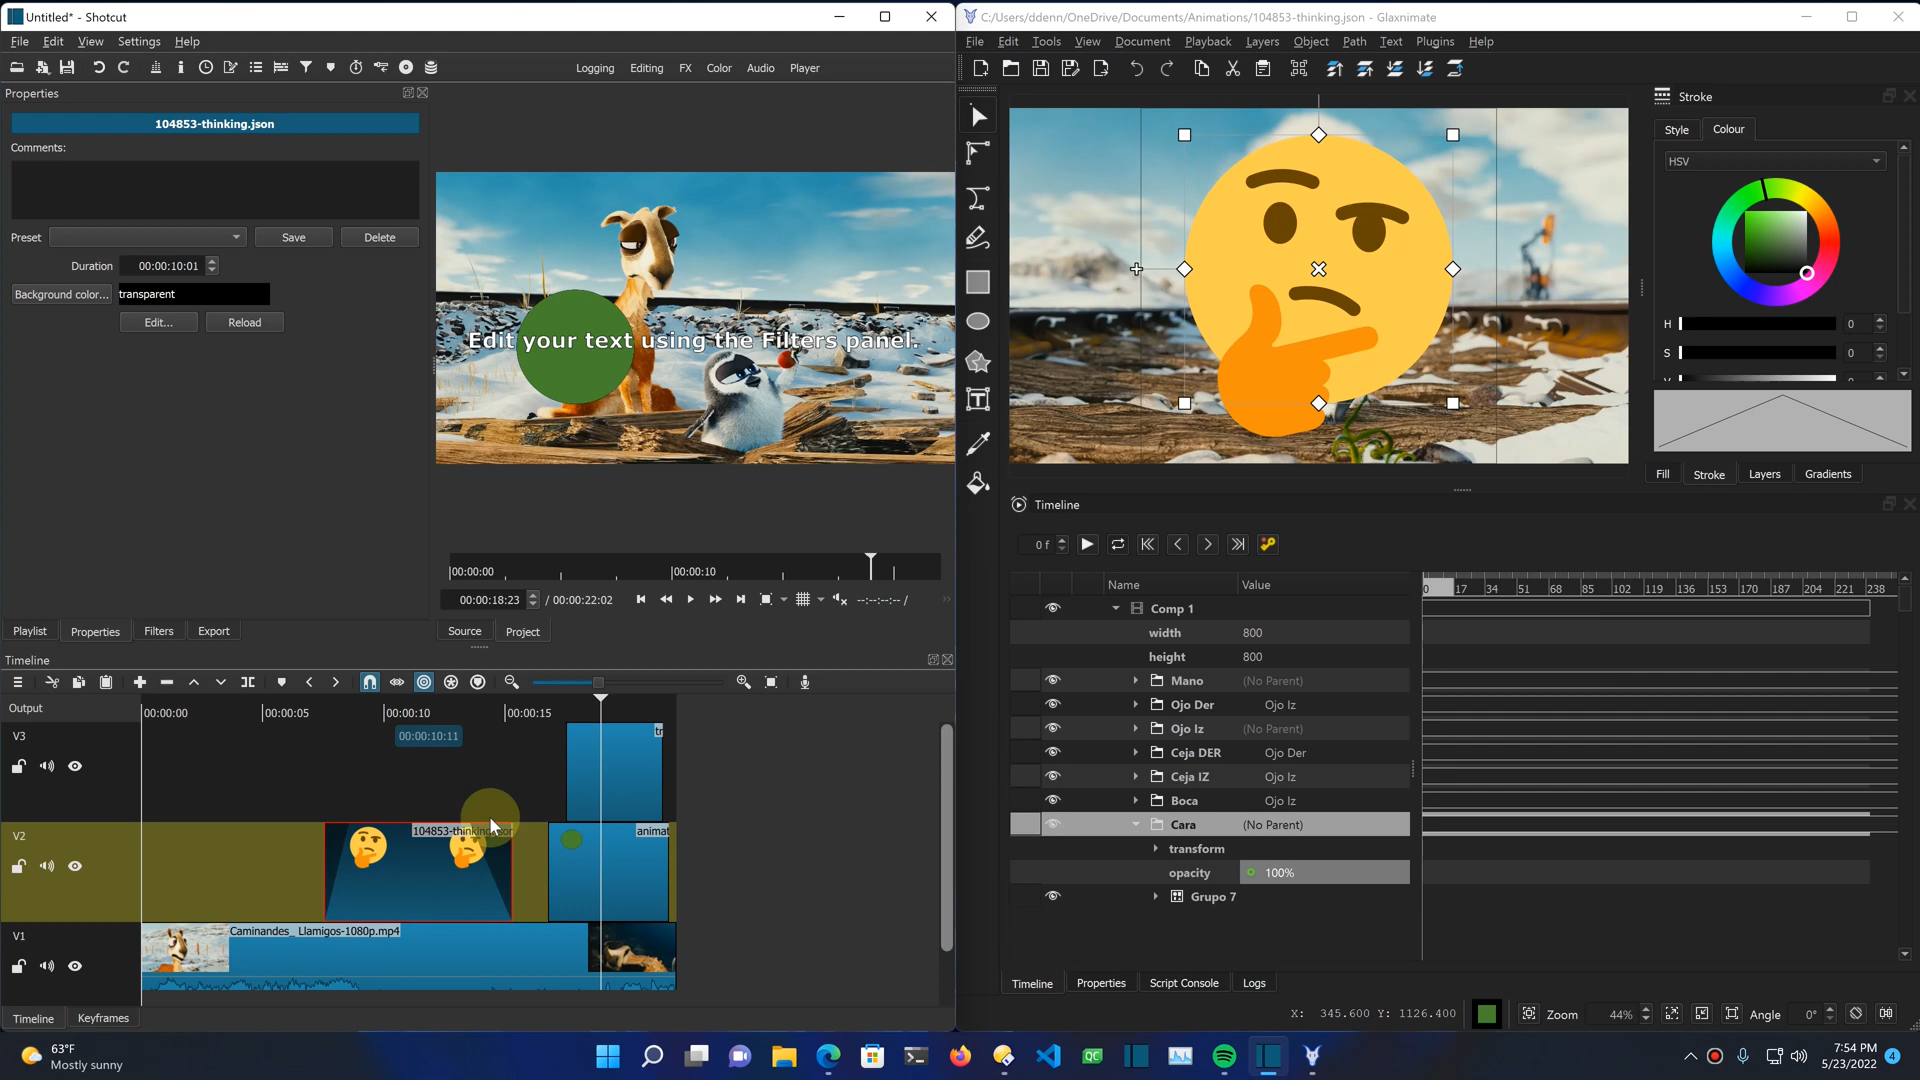 Untitled* - Shotcut
File Edit View Settings Help
Logging Editing FX Color Audio Player
Properties
104853-thinking.json
Comments:
Preset Save Delete
Duration 00:00:10:01
Background color... transparent
Edit... Reload
Edit your text using the Filters panel.
00:00:00 00:00:10
00:00:18:23 / 00:00:22:02 --:--:--:-- /
Playlist Properties Filters Export
Source Project
Timeline
Output
00:00:00 00:00:05 00:00:10 00:00:15
00:00:10:11
V3
V2
104853-thinking
animat
V1
Caminandes_ Llamigos-1080p.mp4
Timeline Keyframes
C:/Users/ddenn/OneDrive/Documents/Animations/104853-thinking.json - Glaxnimate
File Edit Tools View Document Playback Layers Object Path Text Plugins Help
Stroke
Style Colour
HSV
H 0
S 0
Fill Stroke Layers Gradients
Timeline
0 f
Name Value
0 17 34 51 68 85 102 119 136 153 170 187 204 221 238
Comp 1
width 800
height 800
Mano (No Parent)
Ojo Der Ojo Iz
Ojo Iz (No Parent)
Ceja DER Ojo Der
Ceja IZ Ojo Iz
Boca Ojo Iz
Cara (No Parent)
transform
opacity 100%
Grupo 7
Timeline Properties Script Console Logs
X: 345.600 Y: 1126.400 Zoom 44% Angle 0°
63°F
Mostly sunny
QC
7:54 PM
5/23/2022
4